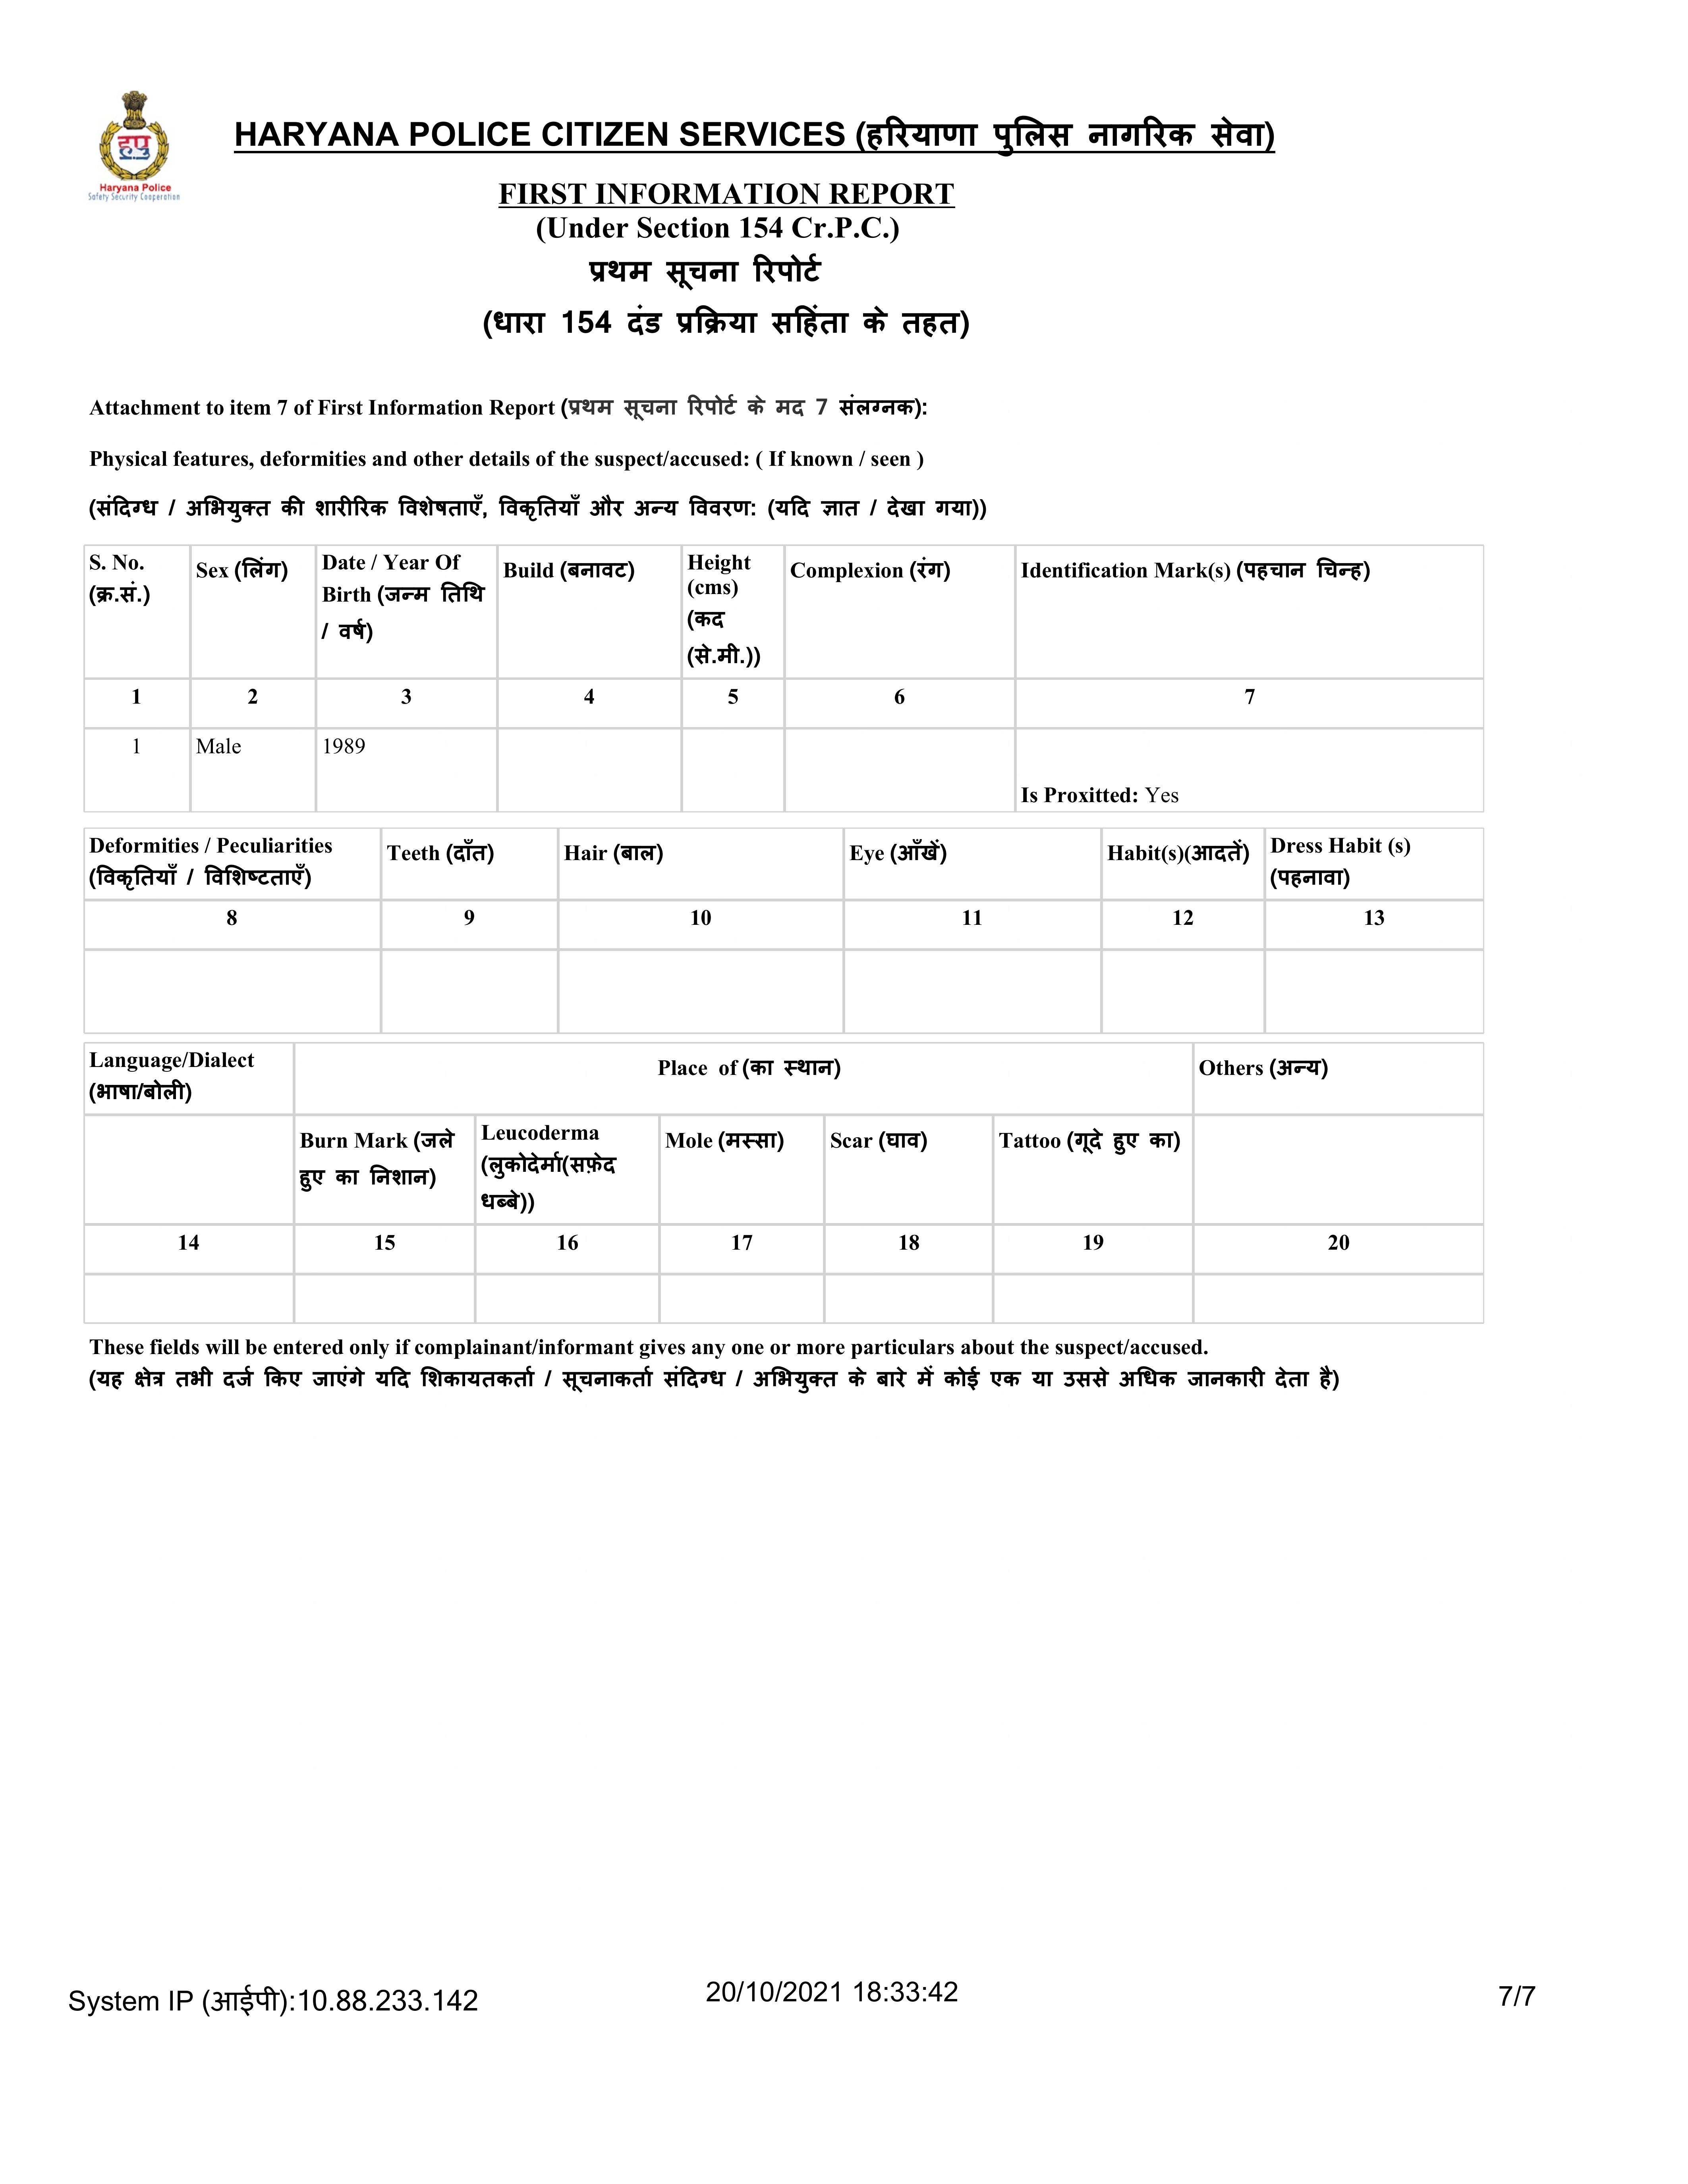 हपु
Haryana Police
Safety Security Cooperation
HARYANA POLICE CITIZEN SERVICES (हरियाणा पुलिस नागरिक सेवा)
FIRST INFORMATION REPORT
(Under Section 154 Cr.P.C.)
प्रथम सूचना रिपोर्ट
(धारा 154 दंड प्रक्रिया सहिंता के तहत)
Attachment to item 7 of First Information Report (प्रथम सूचना रिपोर्ट के मद 7 संलग्नक):
Physical features, deformities and other details of the suspect/accused: ( If known / seen )
(संदिग्ध / अभियुक्त की शारीरिक विशेषताएँ, विकृतियाँ और अन्य विवरण: (यदि ज्ञात / देखा गया))
S. No.
(क्र.सं.)
Sex (लिंग)
Date / Year Of
Birth (जन्म तिथि
/ वर्ष)
Build (बनावट)
Height
(cms)
(कद
(से.मी.))
Complexion (रंग)
Identification Mark(s) (पहचान चिन्ह)
1 2 3 4 5 6 7
1 Male 1989
Is Proxitted: Yes
Deformities / Peculiarities
(विकृतियाँ / विशिष्टताएँ)
Teeth (दाँत)
Hair (बाल)
Eye (आँखें)
Habit(s)(आदतें)
Dress Habit (s)
(पहनावा)
8 9 10 11 12 13
Language/Dialect
(भाषा/बोली)
Place of (का स्थान)
Others (अन्य)
Burn Mark (जले
हुए का निशान)
Leucoderma
(लुकोदेर्मा(सफ़ेद
धब्बे))
Mole (मस्सा)
Scar (घाव)
Tattoo (गूदे हुए का)
14 15 16 17 18 19 20
These fields will be entered only if complainant/informant gives any one or more particulars about the suspect/accused.
(यह क्षेत्र तभी दर्ज किए जाएंगे यदि शिकायतकर्ता / सूचनाकर्ता संदिग्ध / अभियुक्त के बारे में कोई एक या उससे अधिक जानकारी देता है)
System IP (आईपी):10.88.233.142
20/10/2021 18:33:42
7/7